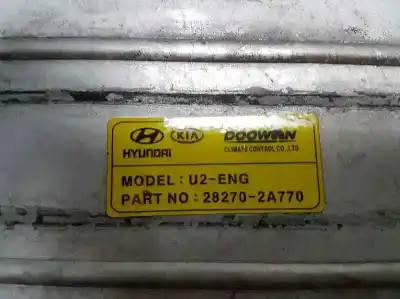 HYUNDAI KIA DOOWON
CLIMATE CONTROL CO.,LTD
MODEL : U2-ENG
PART NO : 28270-2A770